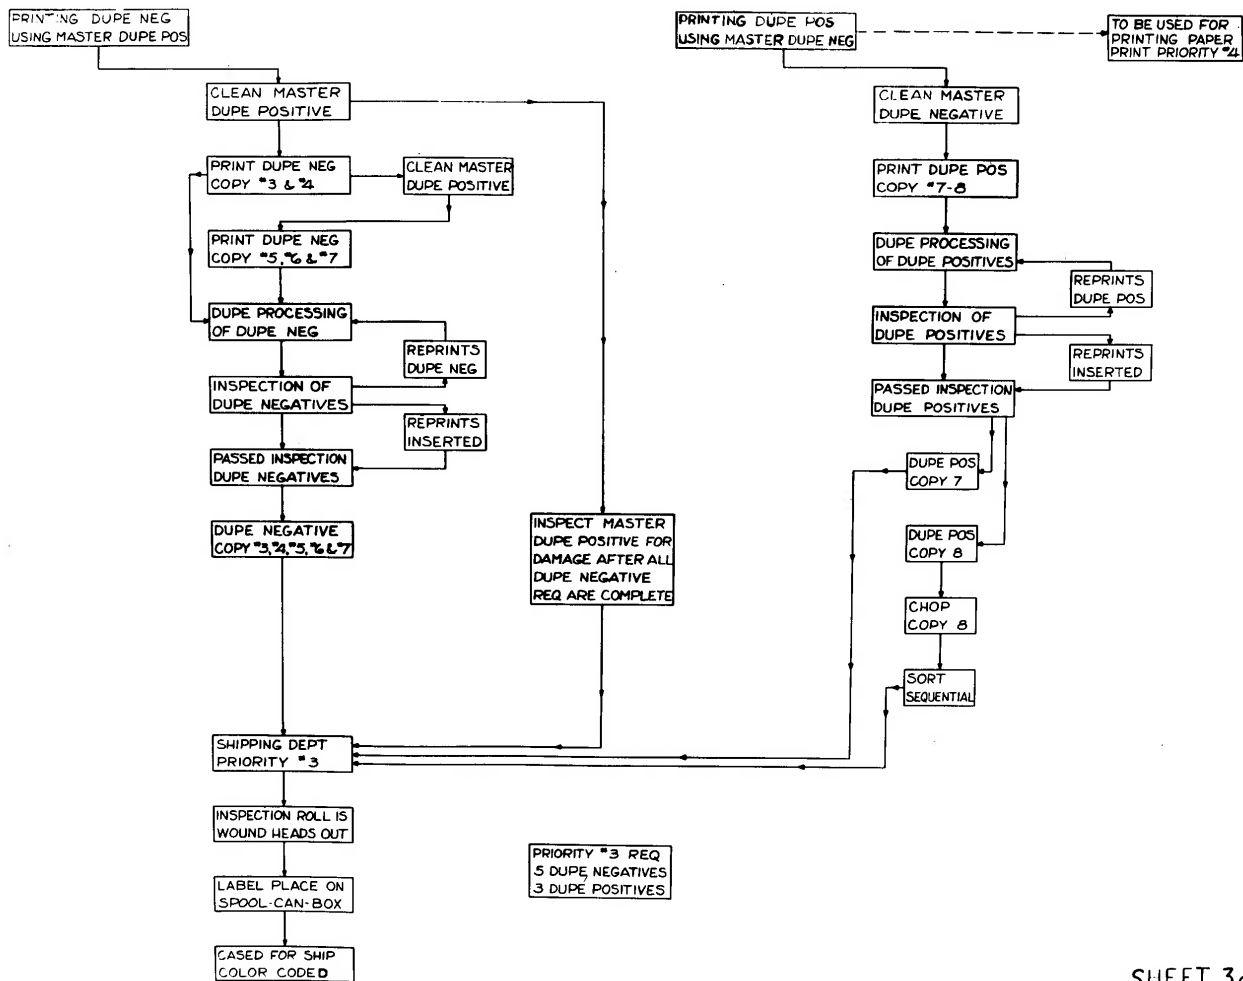 PRINTING DUPE NEG
USING MASTER DUPE POS
CLEAN MASTER
DUPE POSITIVE
PRINT DUPE NEG
COPY #3 & #4
CLEAN MASTER
DUPE POSITIVE
PRINT DUPE NEG
COPY #5, #6 & #7
DUPE PROCESSING
OF DUPE NEG
REPRINTS
DUPE NEG
INSPECTION OF
DUPE NEGATIVES
REPRINTS
INSERTED
PASSED INSPECTION
DUPE NEGATIVES
DUPE NEGATIVE
COPY #3, #4, #5, #6 & #7
INSPECT MASTER
DUPE POSITIVE FOR
DAMAGE AFTER ALL
DUPE NEGATIVE
REQ ARE COMPLETE
PRINTING DUPE POS
USING MASTER DUPE NEG
TO BE USED FOR
PRINTING PAPER
PRINT PRIORITY #4
CLEAN MASTER
DUPE NEGATIVE
PRINT DUPE POS
COPY #7-8
DUPE PROCESSING
OF DUPE POSITIVES
REPRINTS
DUPE POS
INSPECTION OF
DUPE POSITIVES
REPRINTS
INSERTED
PASSED INSPECTION
DUPE POSITIVES
DUPE POS
COPY 7
DUPE POS
COPY 8
CHOP
COPY 8
SORT
SEQUENTIAL
SHIPPING DEPT
PRIORITY #3
INSPECTION ROLL IS
WOUND HEADS OUT
LABEL PLACE ON
SPOOL-CAN-BOX
CASED FOR SHIP
COLOR CODED
PRIORITY #3 REQ
5 DUPE NEGATIVES
3 DUPE POSITIVES
SHEET